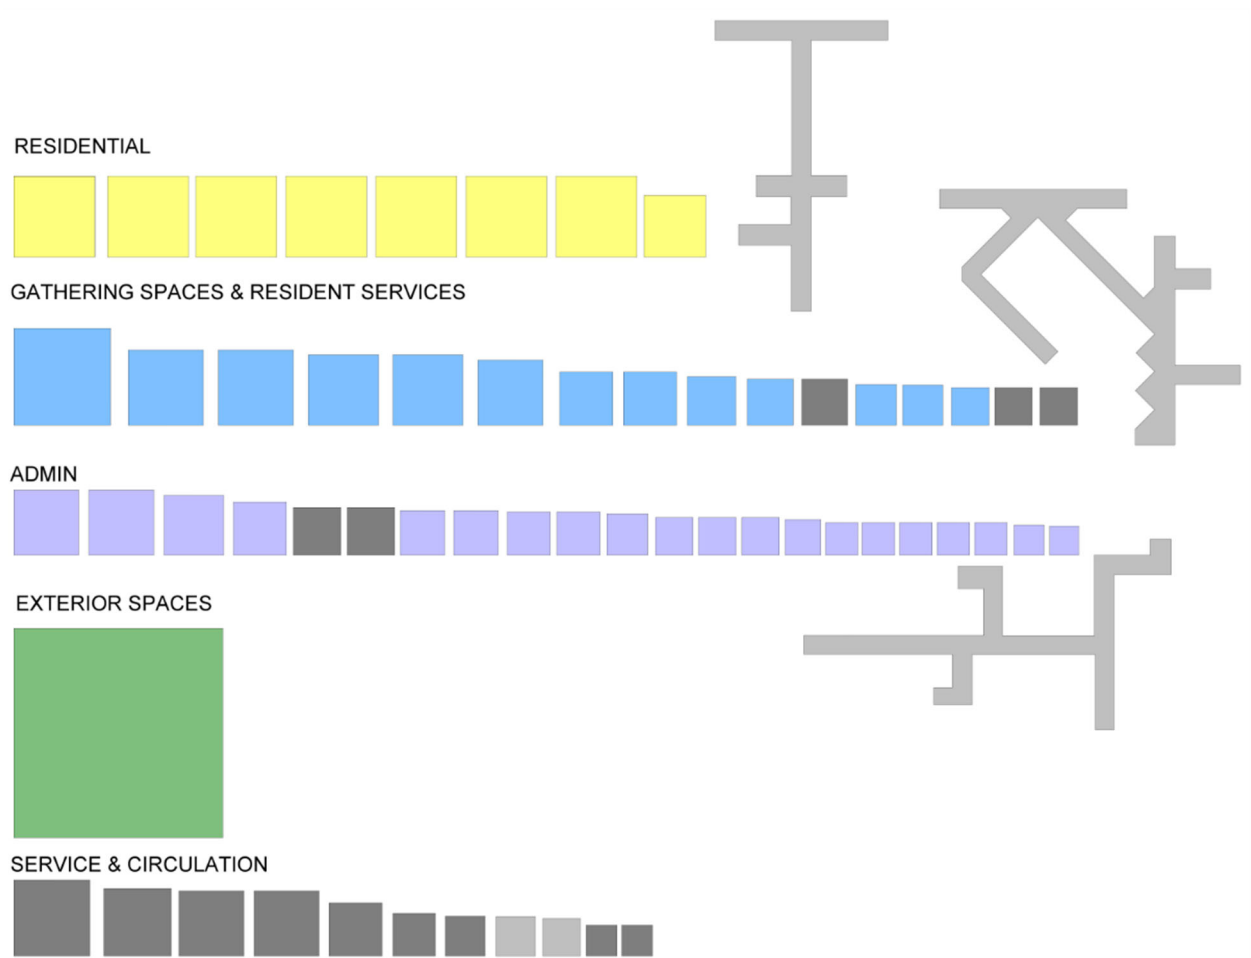 RESIDENTIAL
GATHERING SPACES & RESIDENT SERVICES
ADMIN
EXTERIOR SPACES
SERVICE & CIRCULATION